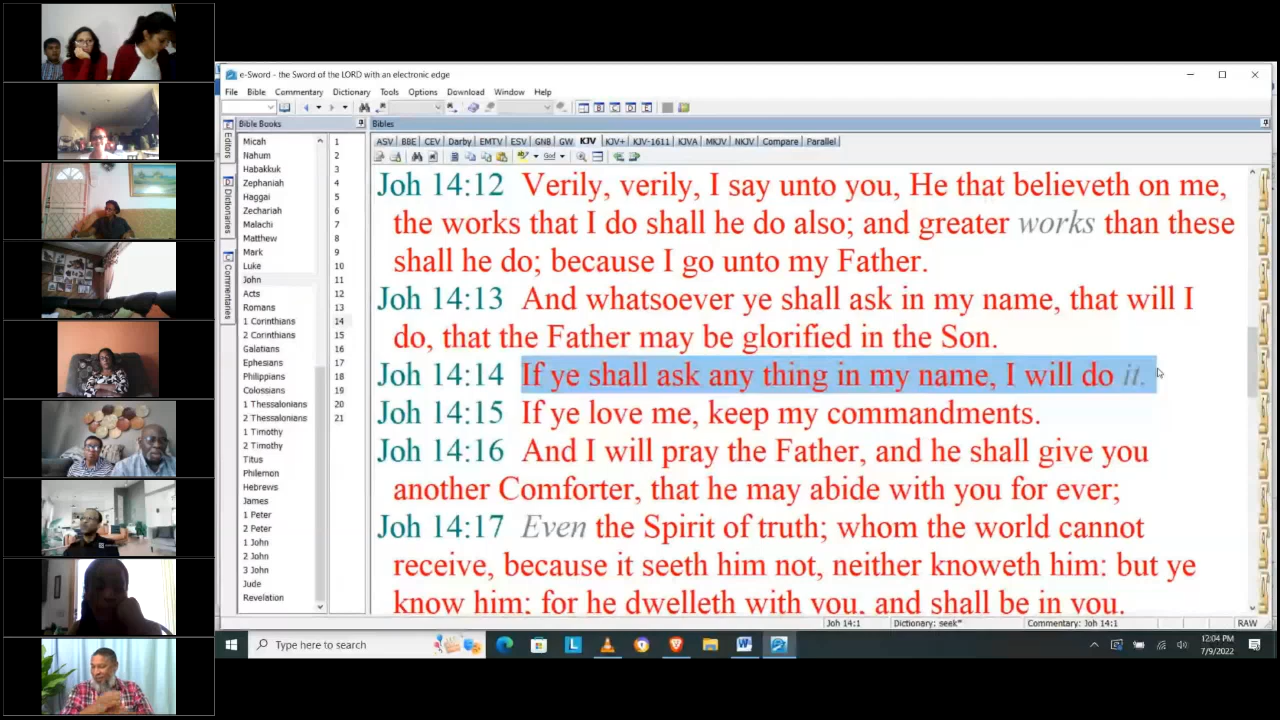 e-Sword - the Sword of the LORD with an electronic edge
File Bible Commentary Dictionary Tools Options Download Window Help
Bible Books
Bibles
Editors
Dictionaries
Commentaries
ASV BBE CEV Darby EMTV ESV GNB GW KJV KJV+ KJV-1611 KJVA MKJV NKJV Compare Parallel
Micah 1
Nahum 2
Habakkuk 3
Zephaniah 4
Haggai 5
Zechariah 6
Malachi 7
Matthew 8
Mark 9
Luke 10
John 11
Acts 12
Romans 13
1 Corinthians 14
2 Corinthians 15
Galatians 16
Ephesians 17
Philippians 18
Colossians 19
1 Thessalonians 20
2 Thessalonians 21
1 Timothy
2 Timothy
Titus
Philemon
Hebrews
James
1 Peter
2 Peter
1 John
2 John
3 John
Jude
Revelation
Joh 14:12 Verily, verily, I say unto you, He that believeth on me,
the works that I do shall he do also; and greater works than these
shall he do; because I go unto my Father.
Joh 14:13 And whatsoever ye shall ask in my name, that will I
do, that the Father may be glorified in the Son.
Joh 14:14 If ye shall ask any thing in my name, I will do it.
Joh 14:15 If ye love me, keep my commandments.
Joh 14:16 And I will pray the Father, and he shall give you
another Comforter, that he may abide with you for ever;
Joh 14:17 Even the Spirit of truth; whom the world cannot
receive, because it seeth him not, neither knoweth him: but ye
know him; for he dwelleth with you, and shall be in you.
Joh 14:1 Dictionary: seek* Commentary: Joh 14:1 RAW
Type here to search
12:04 PM
7/9/2022